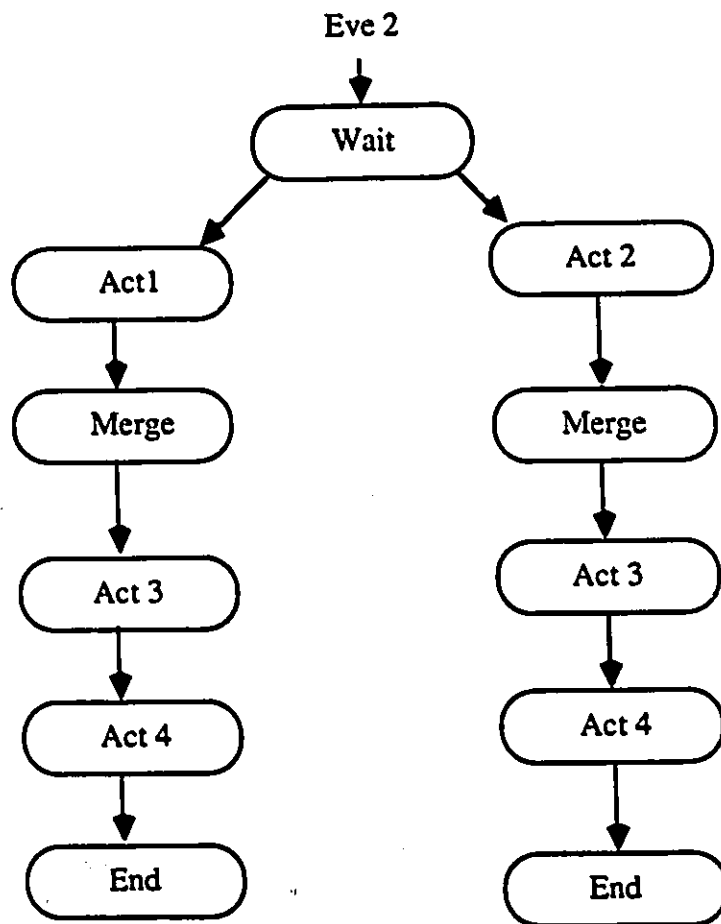 Eve 2
Wait
Act1
Act 2
Merge
Merge
Act 3
Act 3
Act 4
Act 4
End
End